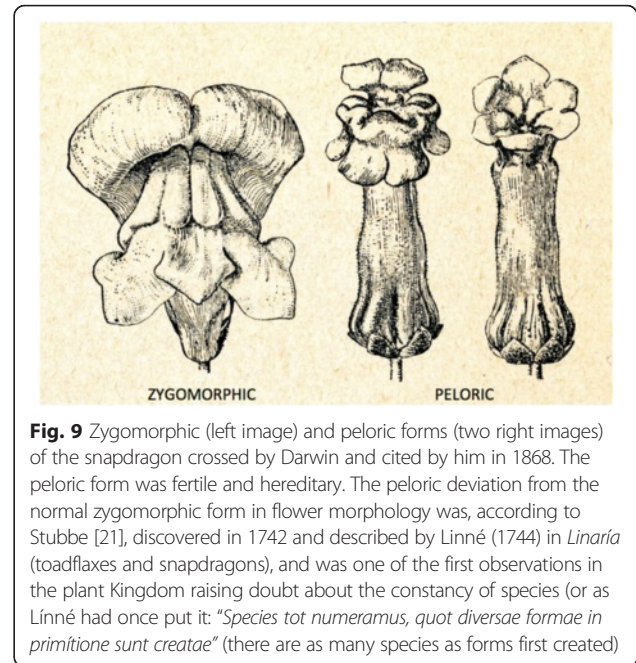 ZYGOMORPHIC PELORIC
Fig. 9 Zygomorphic (left image) and peloric forms (two right images)
of the snapdragon crossed by Darwin and cited by him in 1868. The
peloric form was fertile and hereditary. The peloric deviation from the
normal zygomorphic form in flower morphology was, according to
Stubbe [21], discovered in 1742 and described by Linné (1744) in Linaría
(toadflaxes and snapdragons), and was one of the first observations in
the plant Kingdom raising doubt about the constancy of species (or as
Línné had once put it: “Species tot numeramus, quot diversae formae in
primítione sunt creatae” (there are as many species as forms first created)